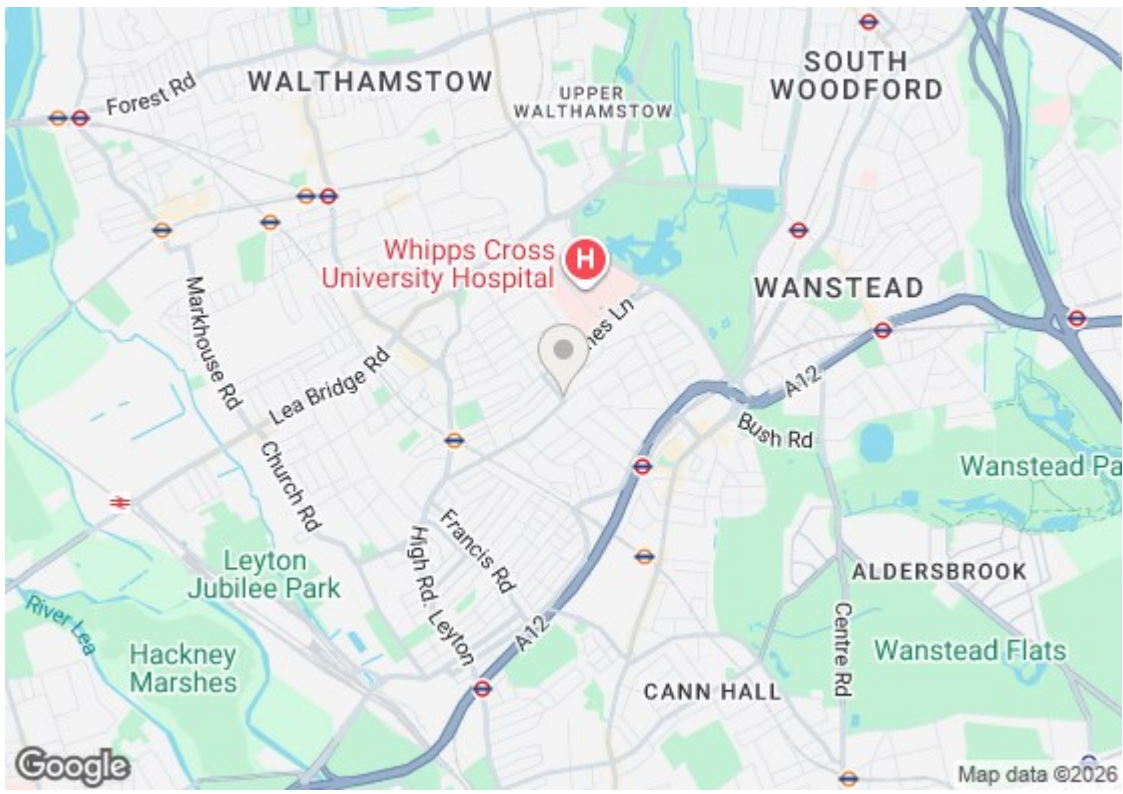 WALTHAMSTOW
Forest Rd
UPPER
WALTHAMSTOW
SOUTH
WOODFORD
Whipps Cross
University Hospital
H
WANSTEAD
Markhouse Rd
Lea Bridge Rd
nes Ln
A12
Bush Rd
Church Rd
Wanstead Pa
High Rd. Leyton
Francis Rd
Leyton
Jubilee Park
ALDERSBROOK
River Lea
A12
Centre Rd
Hackney
Marshes
Wanstead Flats
CANN HALL
Google
Map data ©2026